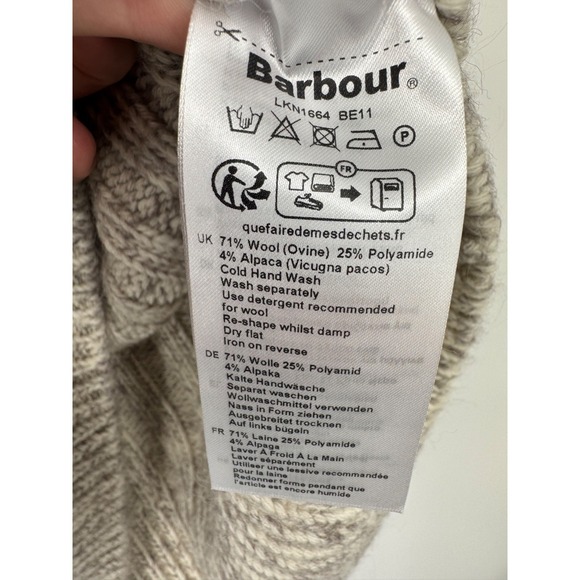 Barbour®
LKN1664 BE11
P
FR
quefairedemesdechets.fr
UK 71% Wool (Ovine) 25% Polyamide
4% Alpaca (Vicugna pacos)
Cold Hand Wash
Wash separately
Use detergent recommended
for wool
Re-shape whilst damp
Dry flat
Iron on reverse
DE 71% Wolle 25% Polyamid
4% Alpaka
Kalte Handwäsche
Separat waschen
Wollwaschmittel verwenden
Nass in Form ziehen
Ausgebreitet trocknen
Auf links bügeln
FR 71% Laine 25% Polyamide
4% Alpaga
Laver À Froid À La Main
Laver séparément
Utiliser une lessive recommandée
pour la laine
Redonner forme pendant que
l'article est encore humide